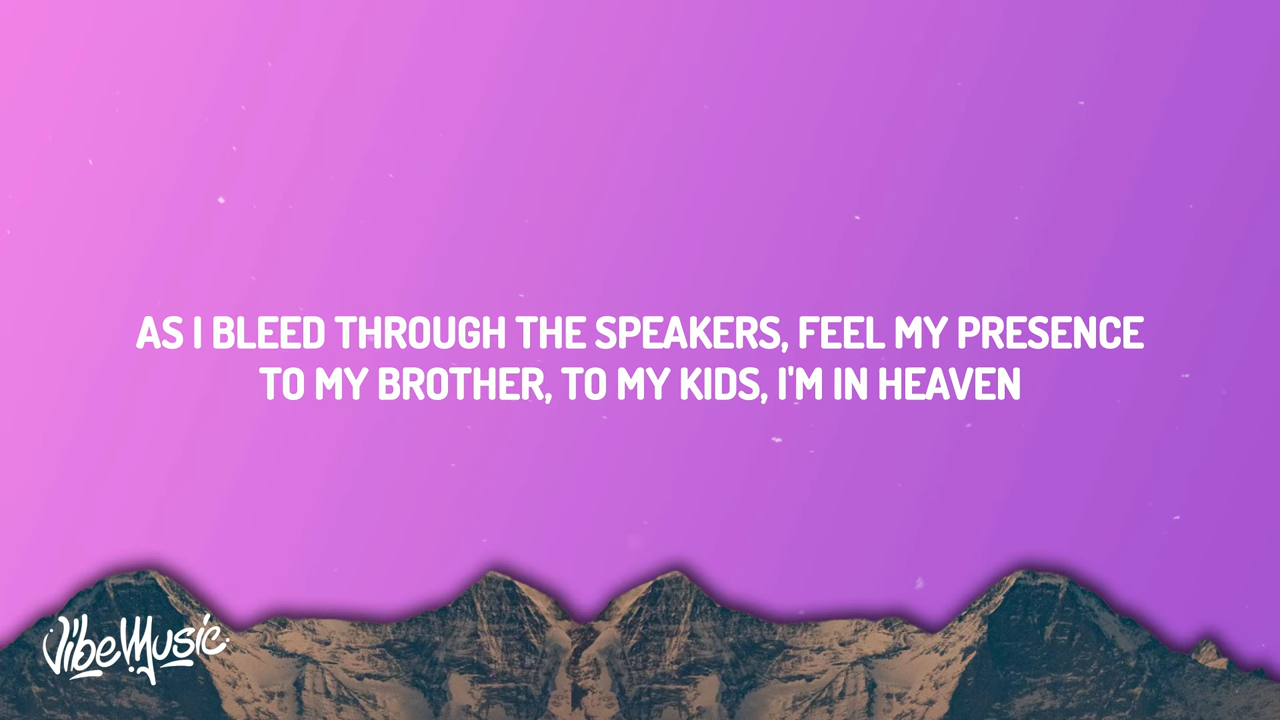 AS I BLEED THROUGH THE SPEAKERS, FEEL MY PRESENCE
TO MY BROTHER, TO MY KIDS, I'M IN HEAVEN
VibeMusic